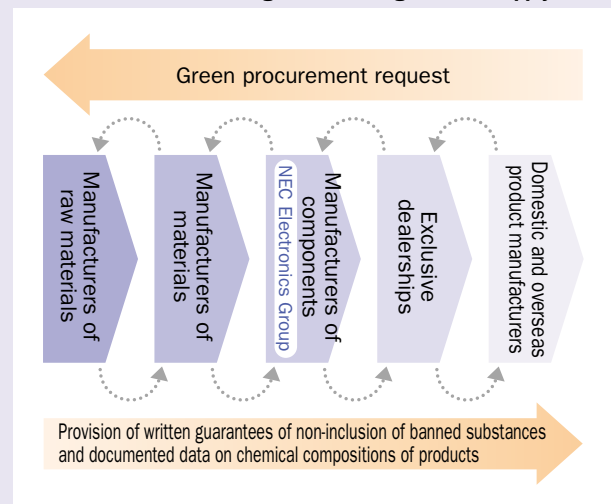 Green procurement request
Manufacturers of
raw materials
Manufacturers of
materials
Manufacturers of
components
NEC Electronics Group
Exclusive
dealerships
Domestic and overseas
product manufacturers
Provision of written guarantees of non-inclusion of banned substances
and documented data on chemical compositions of products